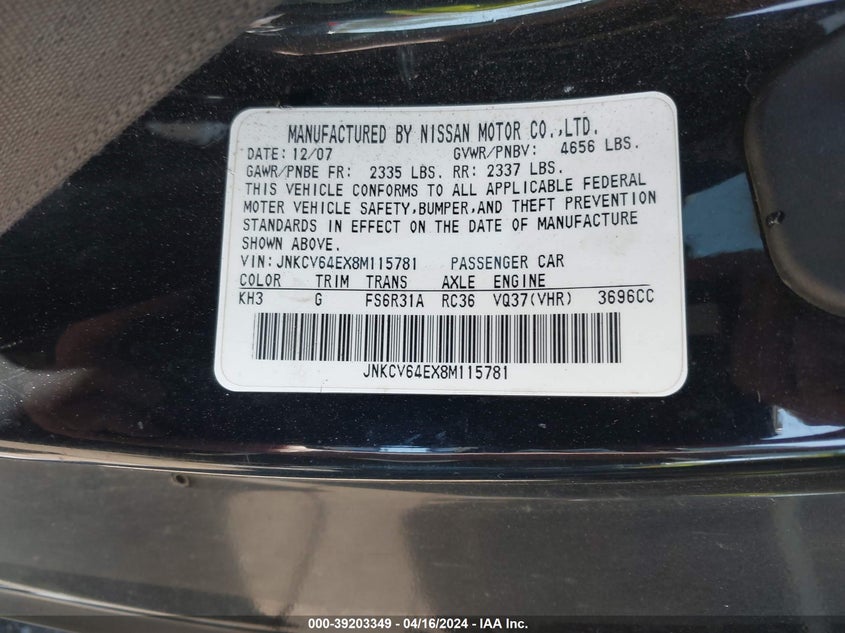 MANUFACTURED BY NISSAN MOTOR CO.,LTD.
DATE: 12/07 GVWR/PNBV: 4656 LBS.
GAWR/PNBE FR: 2335 LBS. RR: 2337 LBS.
THIS VEHICLE CONFORMS TO ALL APPLICABLE FEDERAL
MOTER VEHICLE SAFETY,BUMPER,AND THEFT PREVENTION
STANDARDS IN EFFECT ON THE DATE OF MANUFACTURE
SHOWN ABOVE.
VIN: JNKCV64EX8M115781 PASSENGER CAR
COLOR TRIM TRANS AXLE ENGINE
KH3 G FS6R31A RC36 VQ37(VHR) 3696CC
JNKCV64EX8M115781
000-39203349 - 04/16/2024 - IAA Inc.